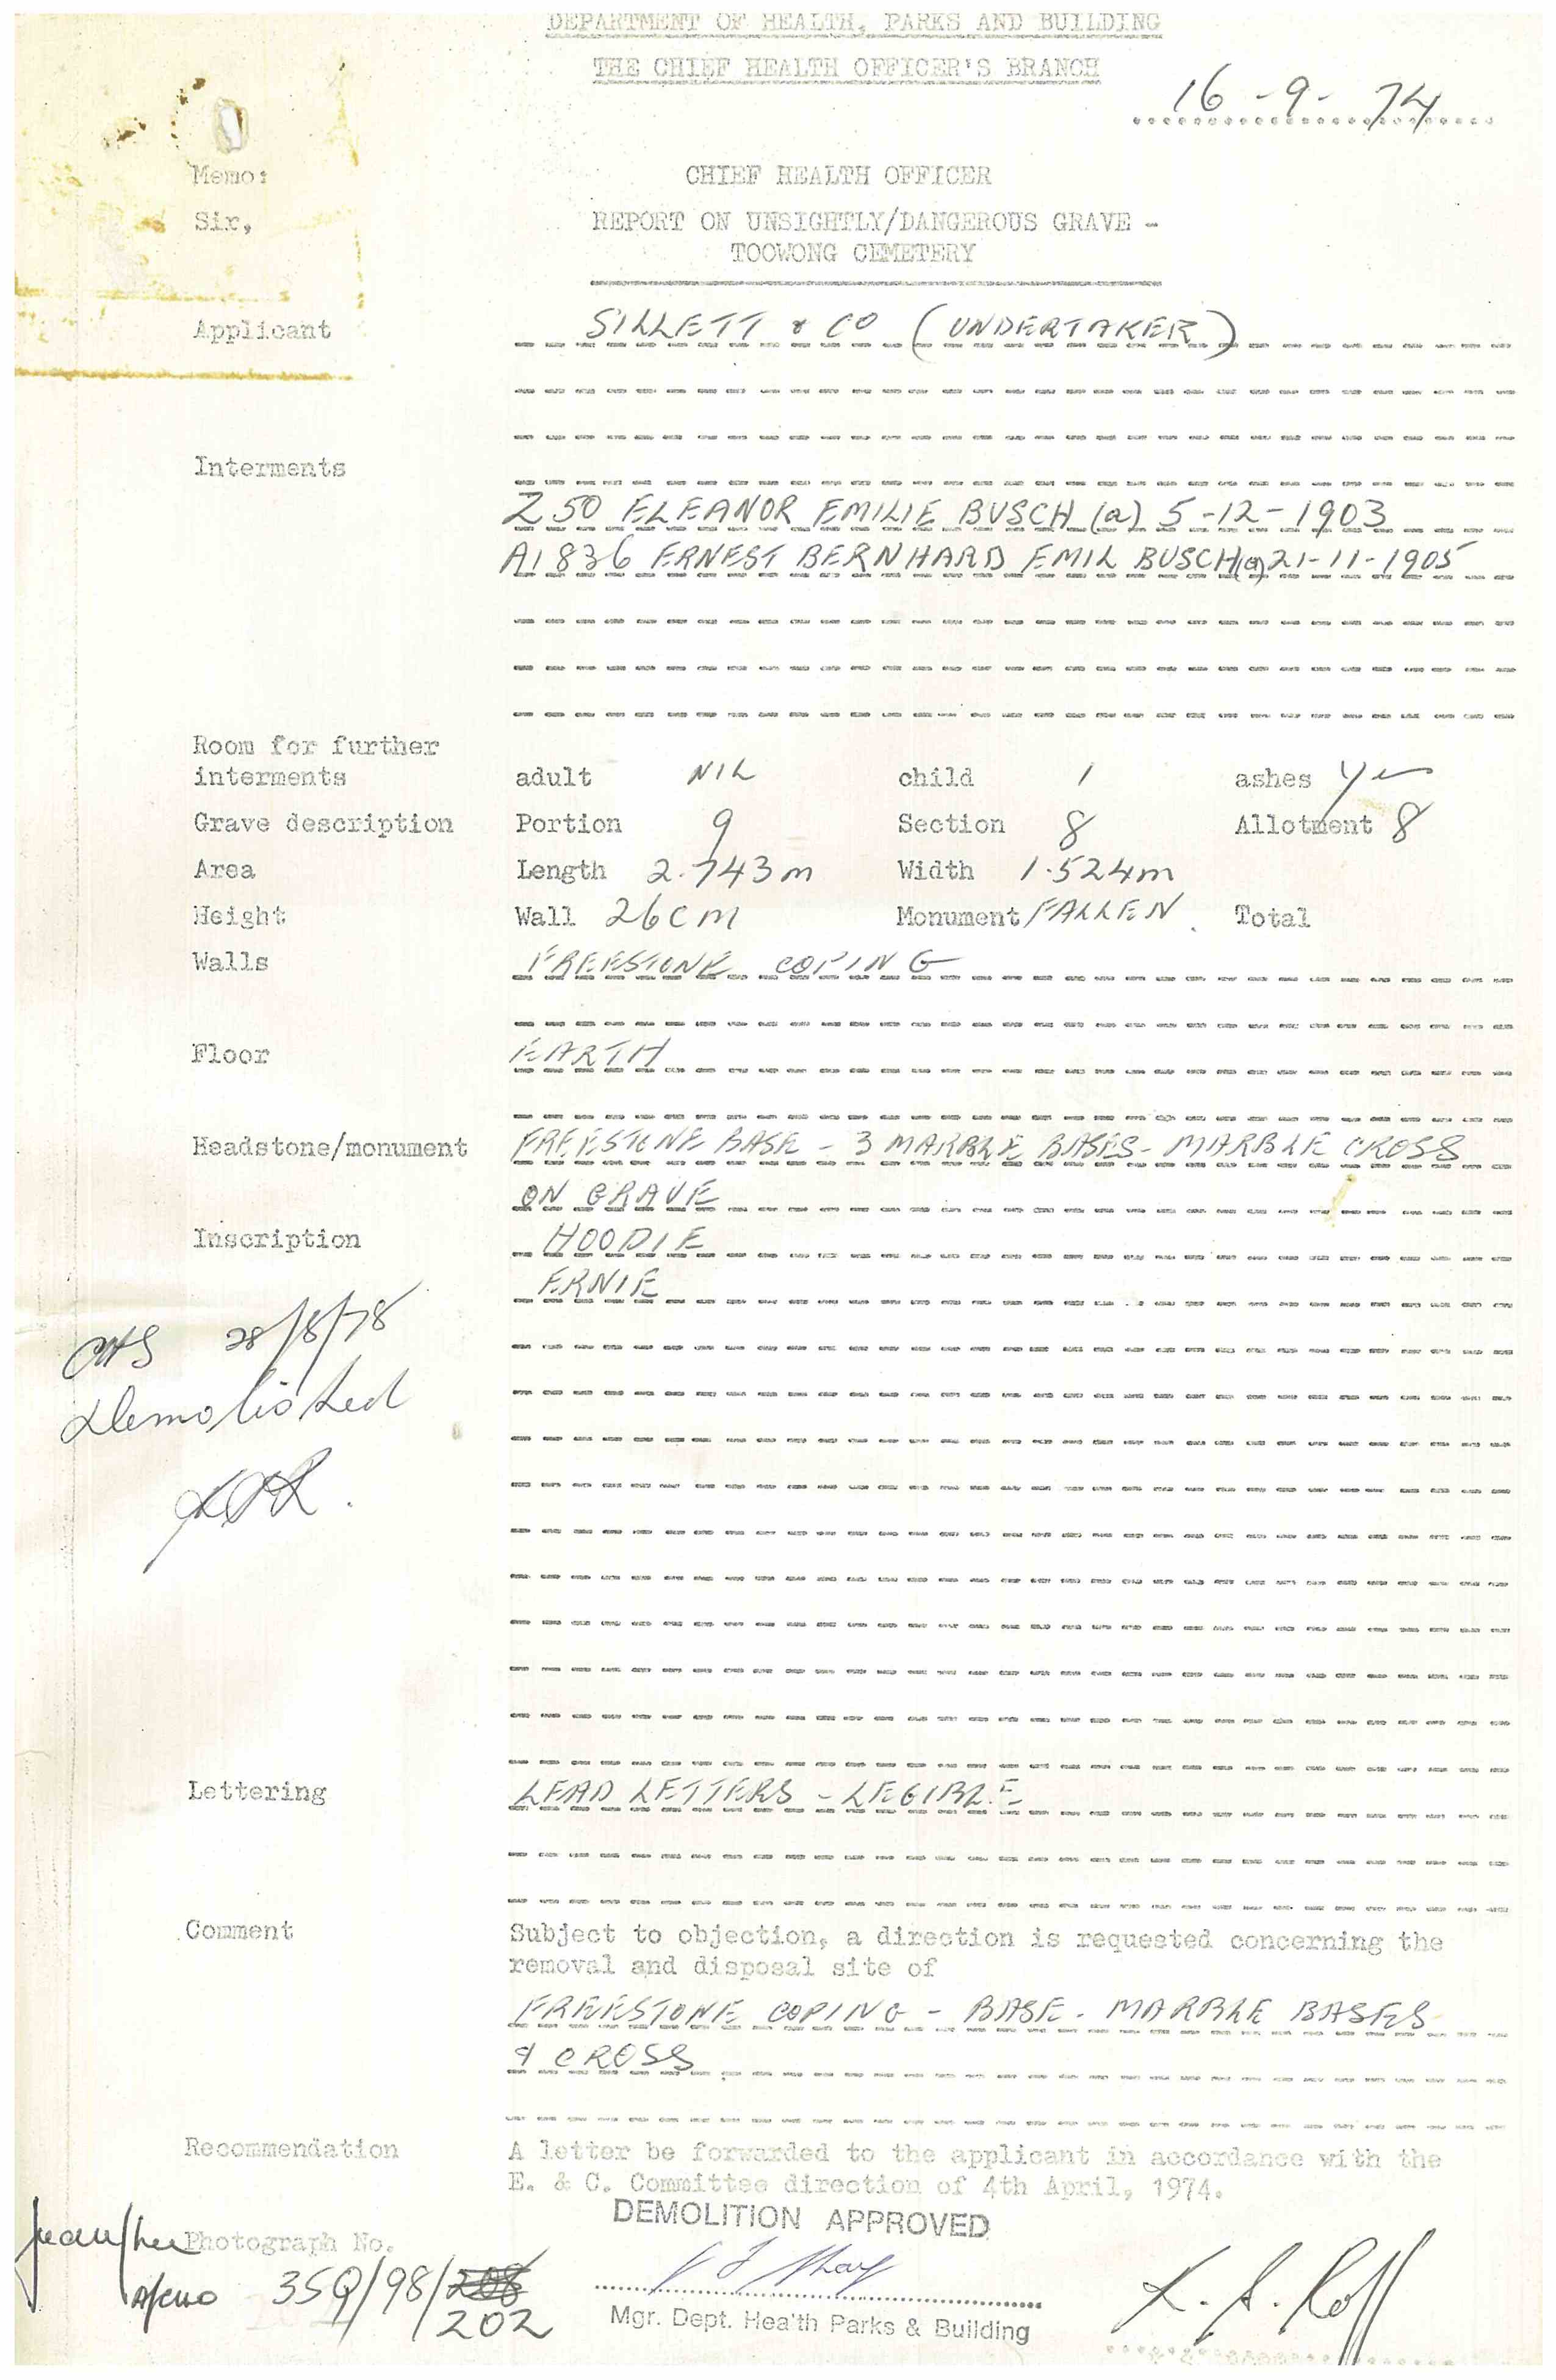 DEPARTMENT OF HEALTH, PARKS AND BUILDING
THE CHIEF HEALTH OFFICER'S BRANCH
16-9-74
Memo: CHIEF HEALTH OFFICER
Sir, REPORT ON UNSIGHTLY/DANGEROUS GRAVE -
TOOWONG CEMETERY
Applicant SILLETT & CO (UNDERTAKER)
Interments
Z50 ELEANOR EMILIE BUSCH (a) 5-12-1903
A1836 ERNEST BERNHARD EMIL BUSCH (a) 21-11-1905
Room for further
interments adult NIL child 1 ashes Yes
Grave description Portion 9 Section 8 Allotment 8
Area Length 2.743m Width 1.524m
Height Wall 26CM Monument FALLEN Total
Walls FREESTONE COPING
Floor EARTH
Headstone/monument FREESTONE BASE - 3 MARBLE BASES - MARBLE CROSS
ON GRAVE
Inscription HOODIE
ERNIE
28/8/78
Demolished
Lettering LEAD LETTERS - LEGIBLE
Comment Subject to objection, a direction is requested concerning the
removal and disposal site of
FREESTONE COPING - BASE - MARBLE BASES
& CROSS
Recommendation A letter be forwarded to the applicant in accordance with the
E. & C. Committee direction of 4th April, 1974.
DEMOLITION APPROVED
Photograph No.
35Q/98/208
202
Mgr. Dept. Health Parks & Building